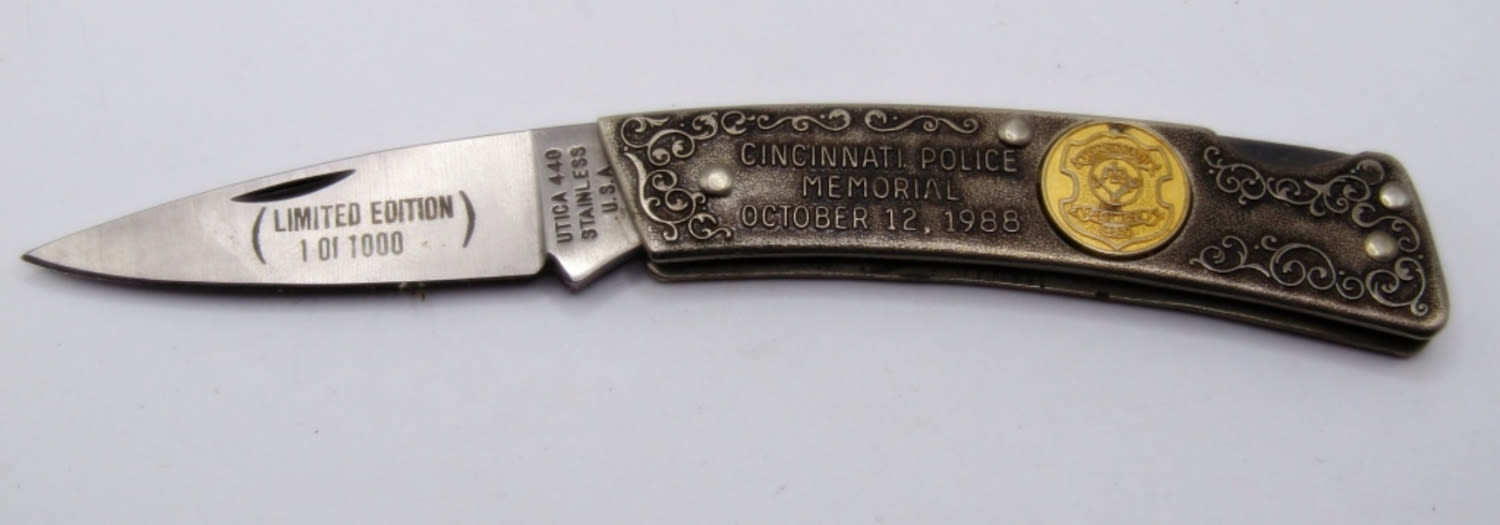 (LIMITED EDITION
1 Of 1000)
UTICA 440
STAINLESS
U.S.A.
CINCINNATI POLICE
MEMORIAL
OCTOBER 12, 1988